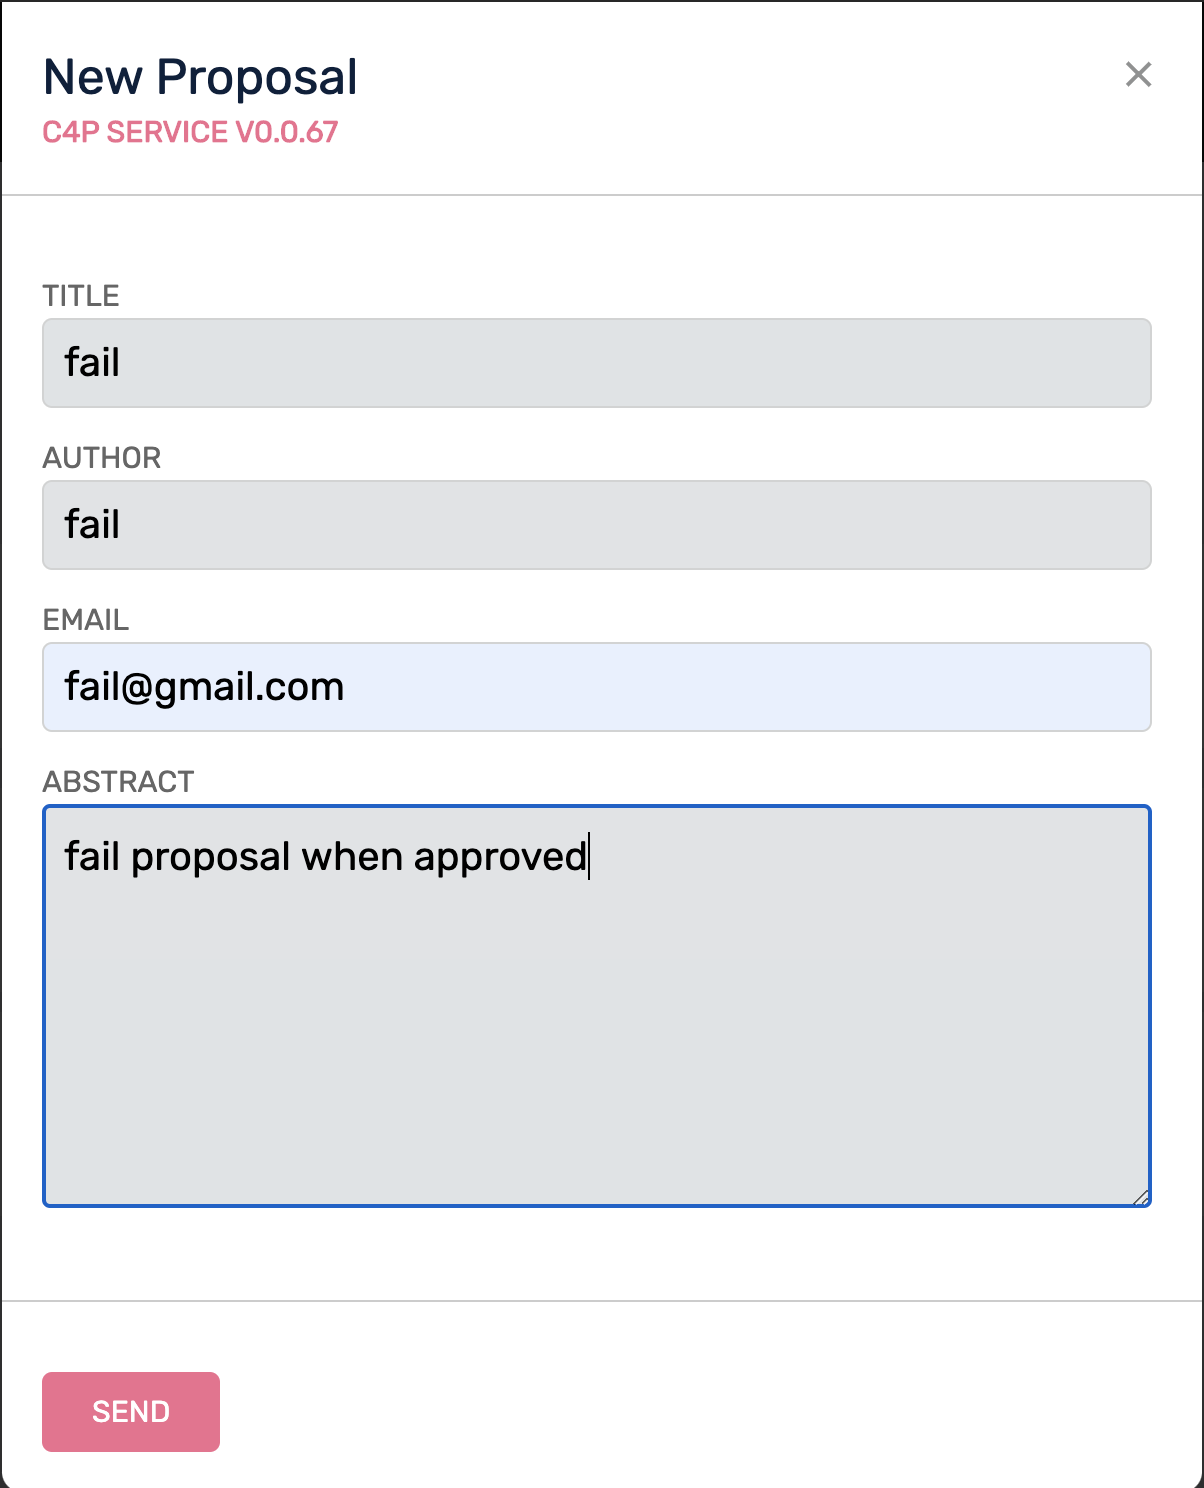 New Proposal
C4P SERVICE V0.0.67
TITLE
fail
AUTHOR
fail
EMAIL
fail@gmail.com
ABSTRACT
fail proposal when approved
SEND